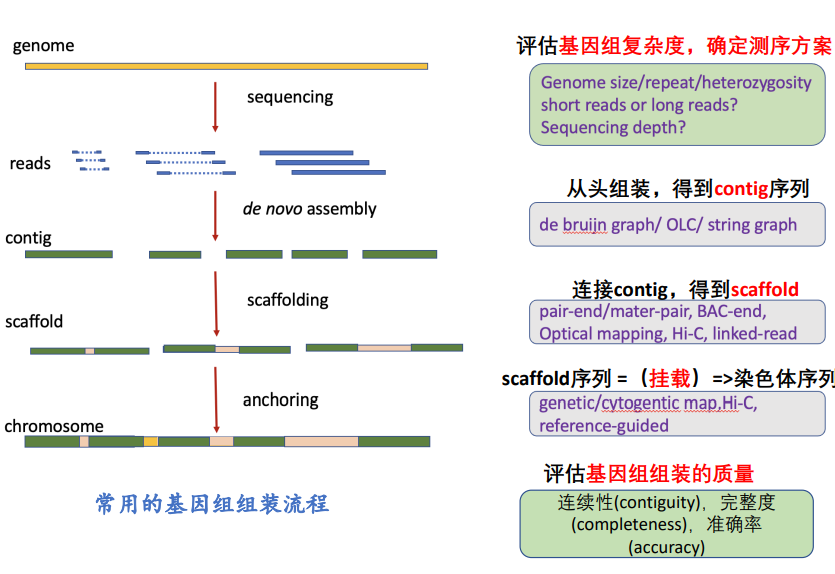 genome
sequencing
reads
de novo assembly
contig
scaffolding
scaffold
anchoring
chromosome
常用的基因组组装流程
评估基因组复杂度，确定测序方案
Genome size/repeat/heterozygosity
short reads or long reads?
Sequencing depth?
从头组装，得到contig序列
de bruijn graph/ OLC/ string graph
连接contig，得到scaffold
pair-end/mater-pair, BAC-end,
Optical mapping, Hi-C, linked-read
scaffold序列 =（挂载）=>染色体序列
genetic/cytogentic map,Hi-C,
reference-guided
评估基因组组装的质量
连续性(contiguity)，完整度
(completeness)，准确率
(accuracy)